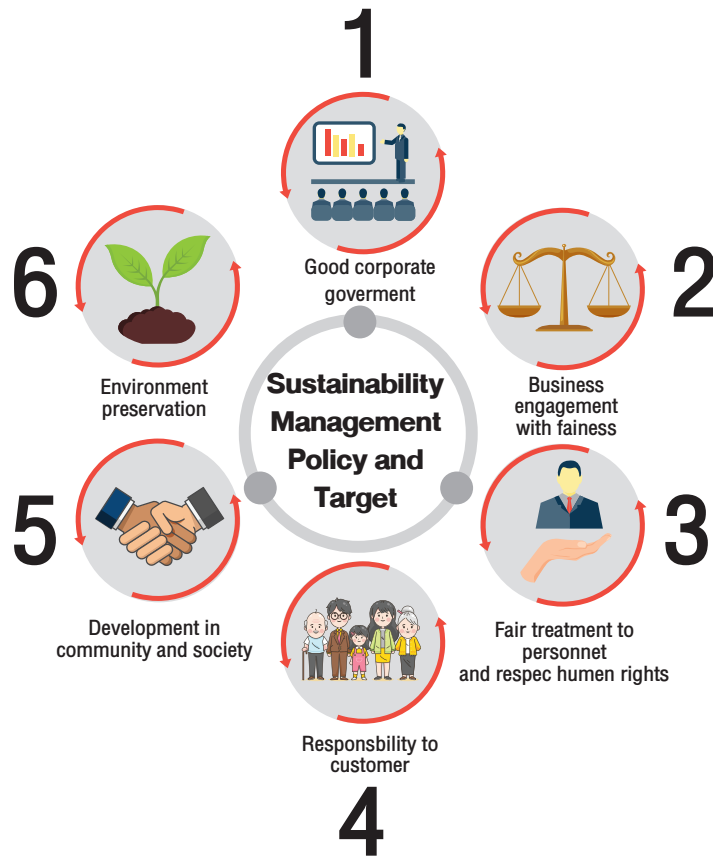 1
Good corporate
goverment
2
Business
engagement
with fainess
3
Fair treatment to
personnet
and respec human rights
4
Responsbility to
customer
5
Development in
community and society
6
Environment
preservation
Sustainability
Management
Policy and
Target